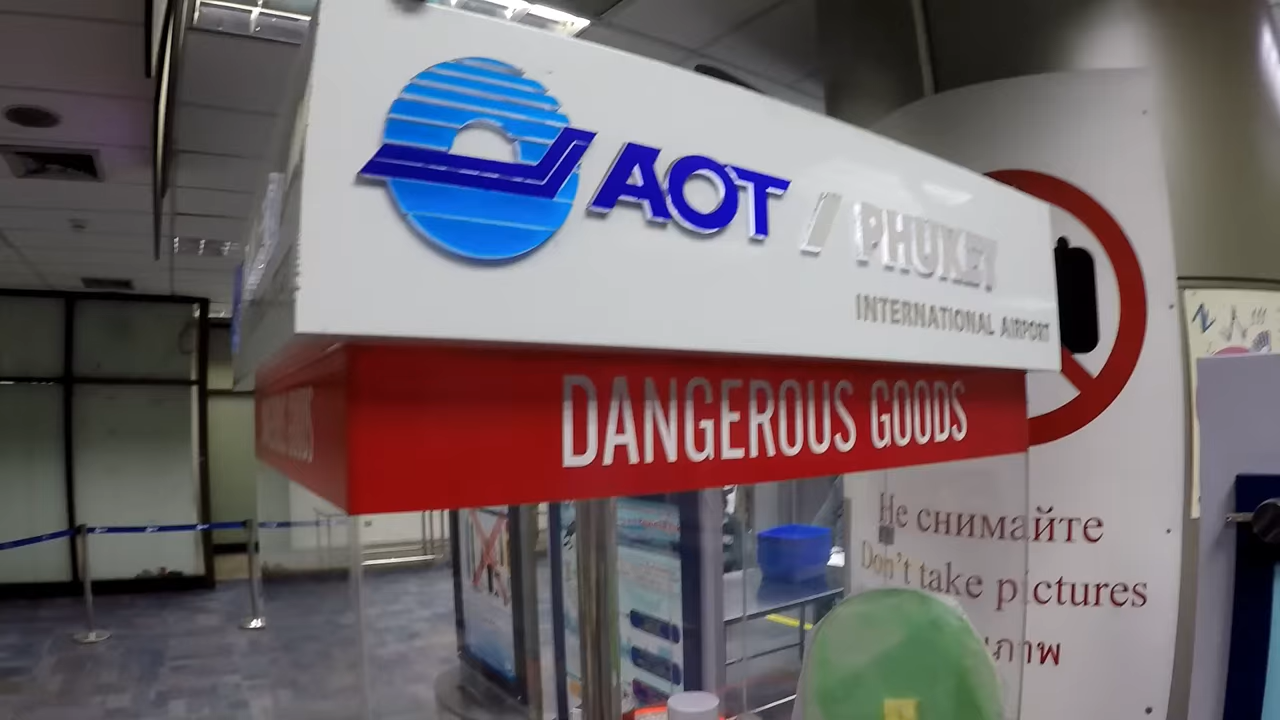 AOT / PHUKET
INTERNATIONAL AIRPORT
DANGEROUS GOODS
Не снимайте
Don't take pictures